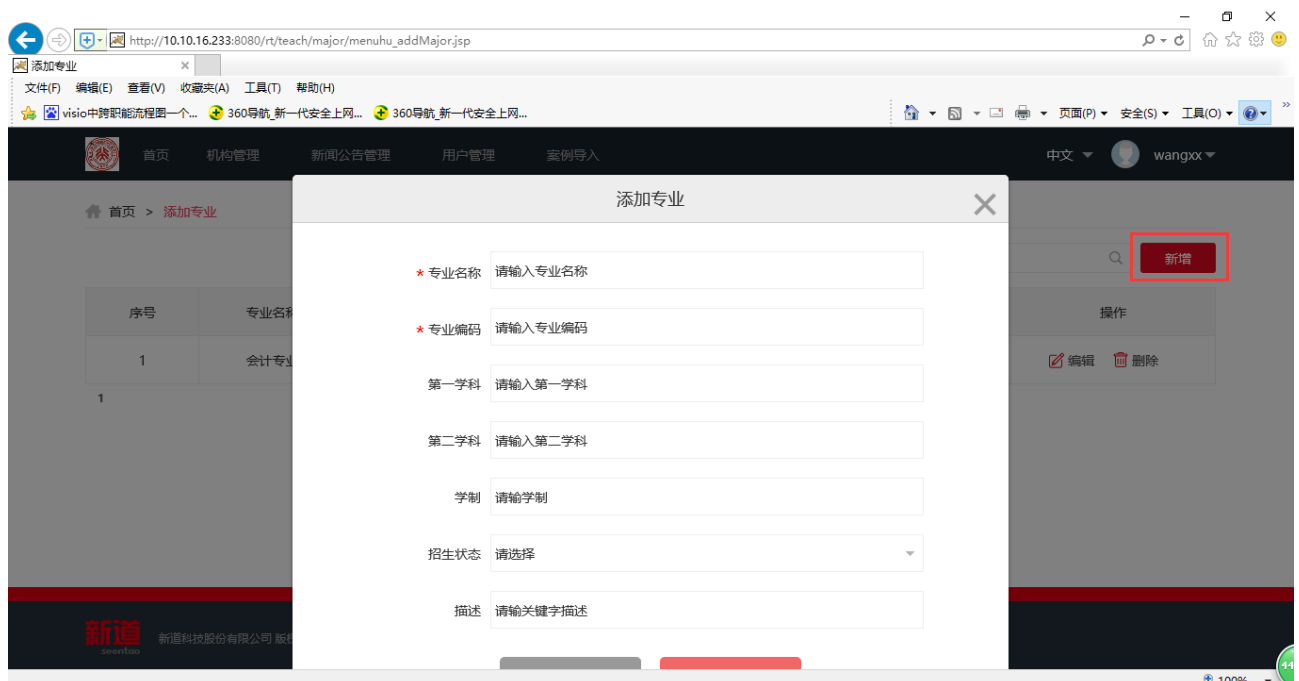 http://10.10.16.233:8080/rt/teach/major/menuhu_addMajor.jsp
添加专业
文件(F) 编辑(E) 查看(V) 收藏夹(A) 工具(T) 帮助(H)
visio中跨职能流程图一个... 360导航_新一代安全上网... 360导航_新一代安全上网... 页面(P) 安全(S) 工具(O)
首页 机构管理 新闻公告管理 用户管理 案例导入 中文 wangxx
添加专业
首页 > 添加专业
新增
* 专业名称 请输入专业名称
序号 专业名称 操作
* 专业编码 请输入专业编码
1 会计专业 编辑 删除
第一学科 请输入第一学科
1
第二学科 请输入第二学科
学制 请输学制
招生状态 请选择
描述 请输关键字描述
新道 新道科技股份有限公司 版权
seentao
44
100%